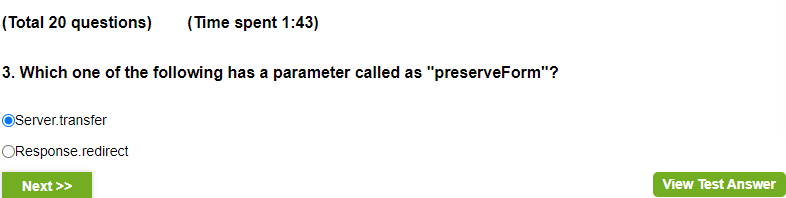 (Total 20 questions) (Time spent 1:43)
3. Which one of the following has a parameter called as "preserveForm"?
Server.transfer
Response.redirect
Next >> View Test Answer